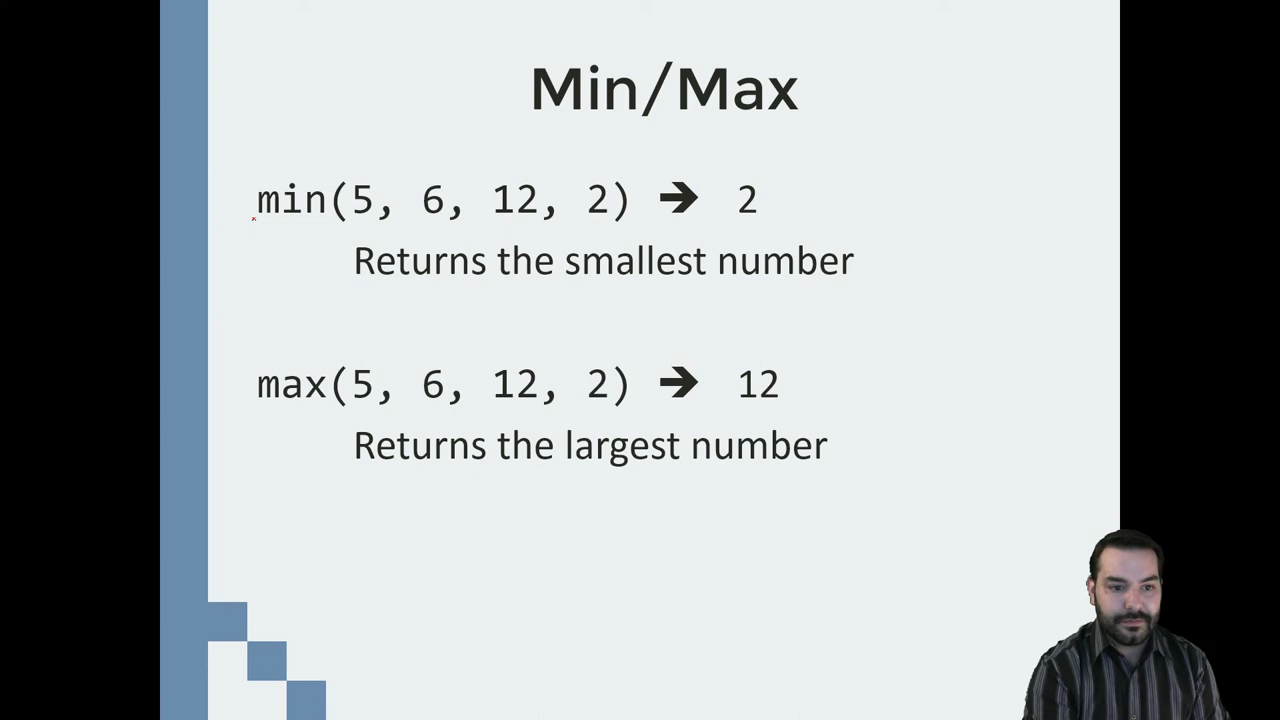 Min/Max
min(5, 6, 12, 2) ➔ 2
Returns the smallest number
max(5, 6, 12, 2) ➔ 12
Returns the largest number